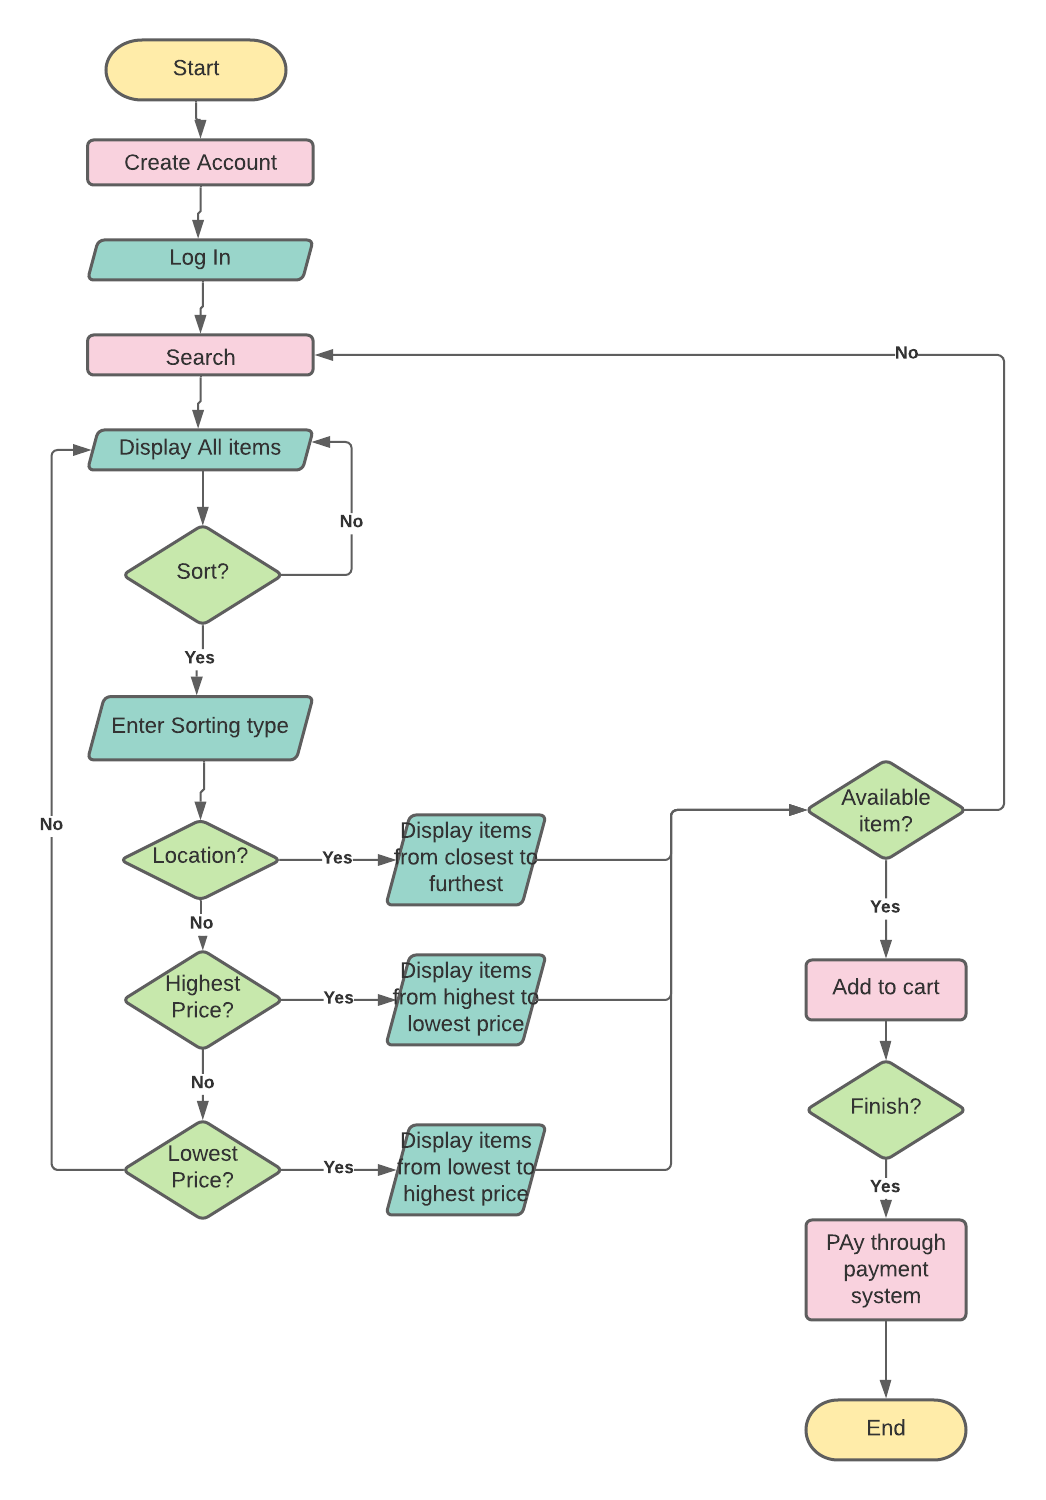 Start
Create Account
Log In
Search
No
Display All items
No
Sort?
Yes
Enter Sorting type
No
Location?
Yes
Display items
from closest to
furthest
No
Highest
Price?
Yes
Display items
from highest to
lowest price
No
Lowest
Price?
Yes
Display items
from lowest to
highest price
Available
item?
Yes
Add to cart
Finish?
Yes
PAy through
payment
system
End